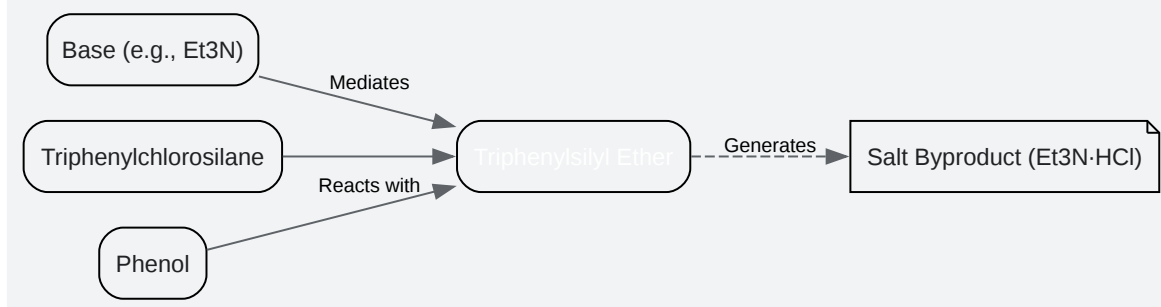 Base (e.g., Et3N)
Mediates
Triphenylchlorosilane
Triphenylsilyl Ether
Generates
Salt Byproduct (Et3N·HCl)
Reacts with
Phenol